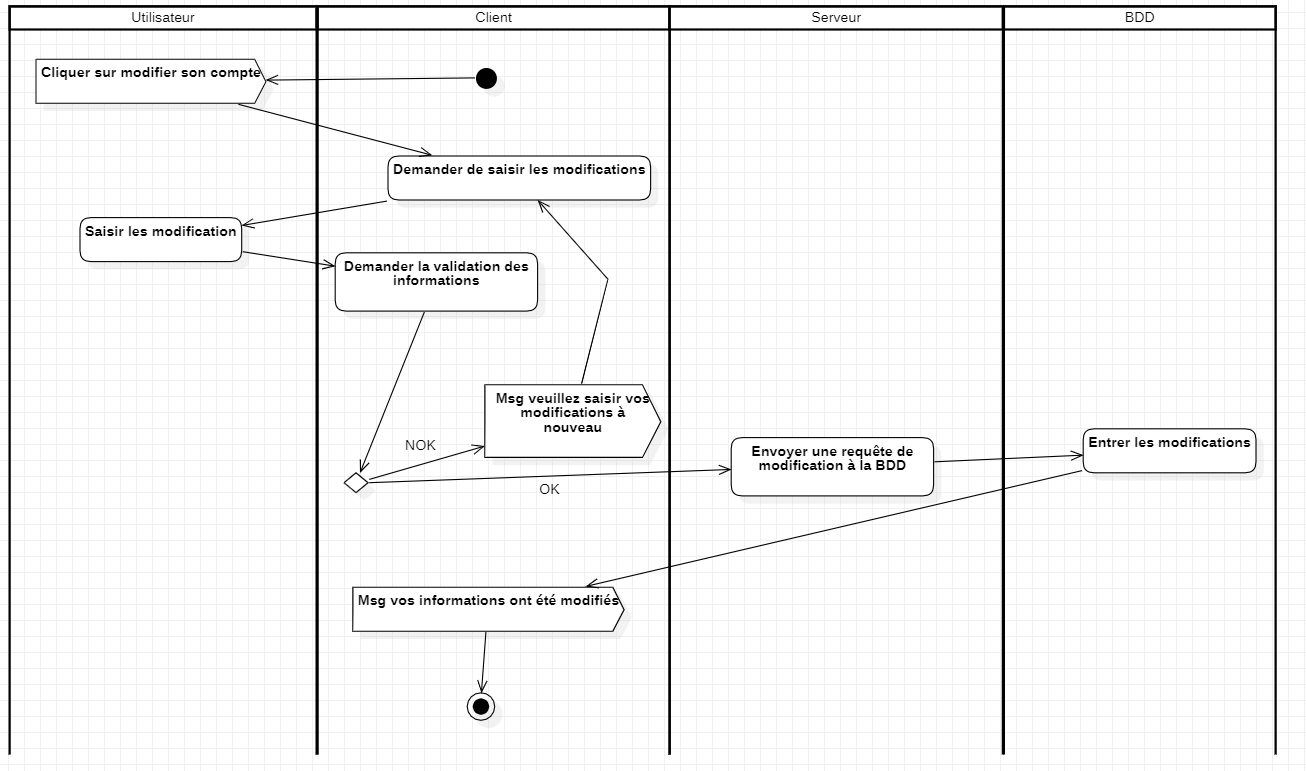 Utilisateur
Client
Serveur
BDD
Cliquer sur modifier son compte
Demander de saisir les modifications
Saisir les modification
Demander la validation des
informations
Msg veuillez saisir vos
modifications à
nouveau
NOK
OK
Envoyer une requête de
modification à la BDD
Entrer les modifications
Msg vos informations ont été modifiés